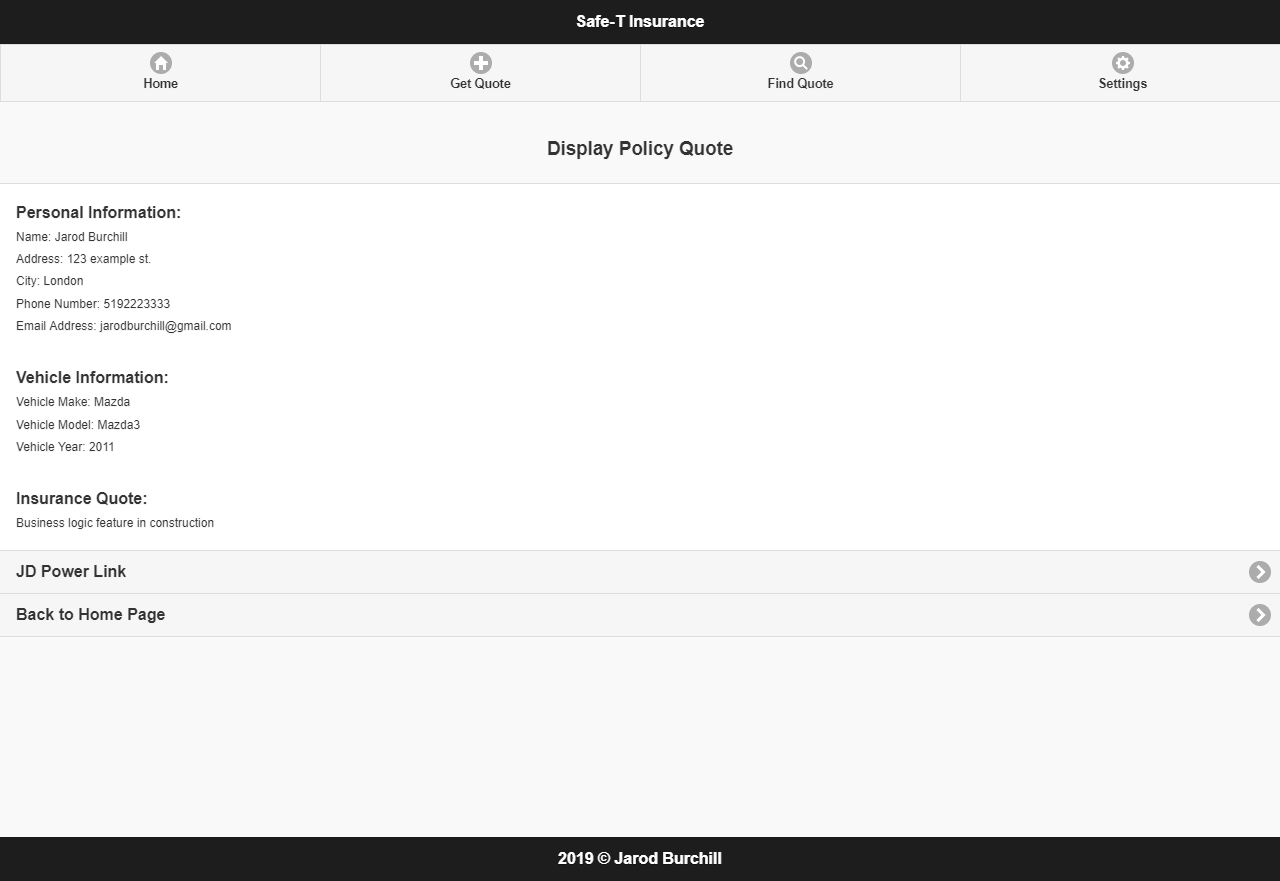 Safe-T Insurance
Home
Get Quote
Find Quote
Settings
Display Policy Quote
Personal Information:
Name: Jarod Burchill
Address: 123 example st.
City: London
Phone Number: 5192223333
Email Address: jarodburchill@gmail.com
Vehicle Information:
Vehicle Make: Mazda
Vehicle Model: Mazda3
Vehicle Year: 2011
Insurance Quote:
Business logic feature in construction
JD Power Link
Back to Home Page
2019 © Jarod Burchill